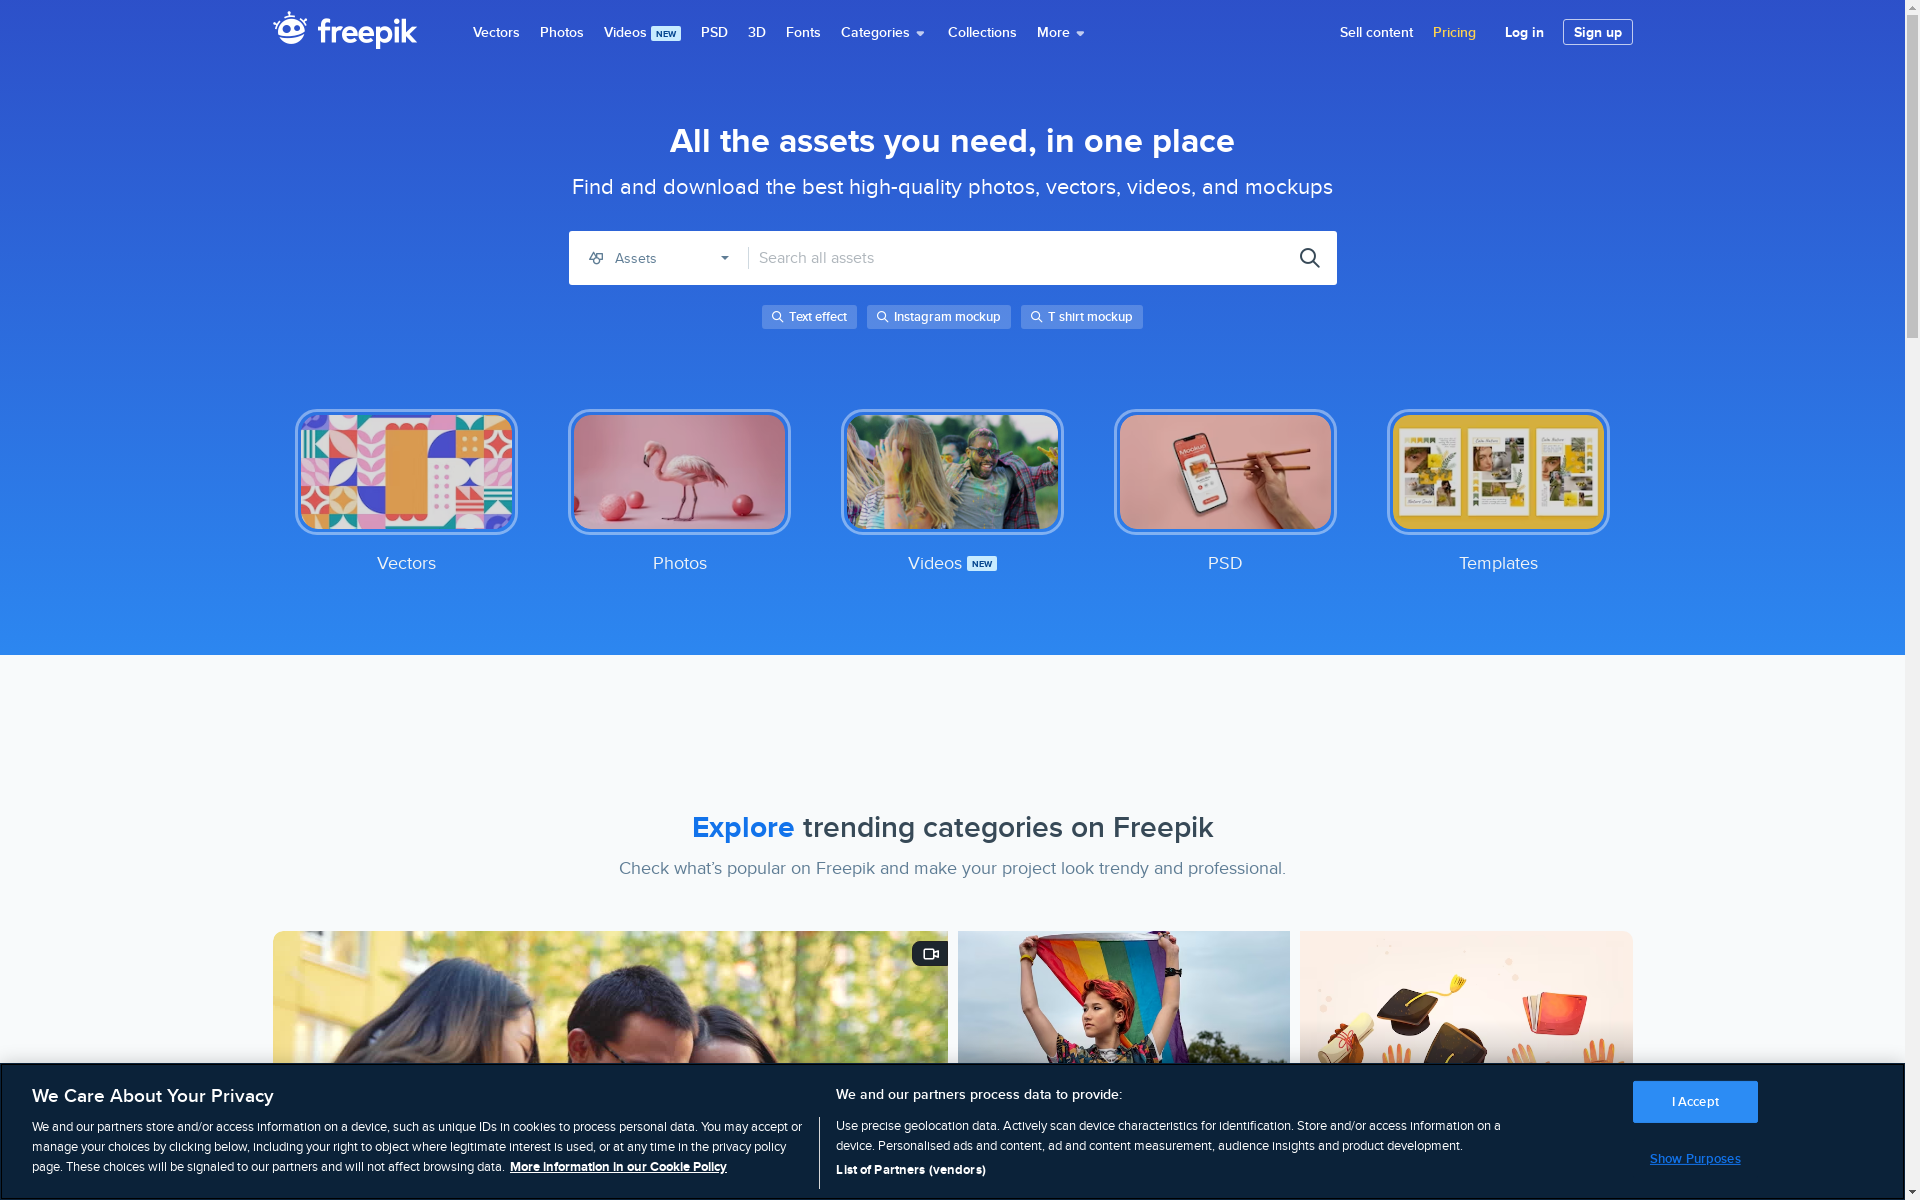 freepik
Vectors
Photos
Videos NEW
PSD
3D
Fonts
Categories
Collections
More
Sell content
Pricing
Log in
Sign up
All the assets you need, in one place
Find and download the best high-quality photos, vectors, videos, and mockups
Assets
Search all assets
Text effect
Instagram mockup
T shirt mockup
Mockup
Vectors
Photos
Videos NEW
PSD
Templates
Explore trending categories on Freepik
Check what's popular on Freepik and make your project look trendy and professional.
We Care About Your Privacy
We and our partners store and/or access information on a device, such as unique IDs in cookies to process personal data. You may accept or
manage your choices by clicking below, including your right to object where legitimate interest is used, or at any time in the privacy policy
page. These choices will be signaled to our partners and will not affect browsing data. More information in our Cookie Policy
We and our partners process data to provide:
Use precise geolocation data. Actively scan device characteristics for identification. Store and/or access information on a
device. Personalised ads and content, ad and content measurement, audience insights and product development.
List of Partners (vendors)
I Accept
Show Purposes